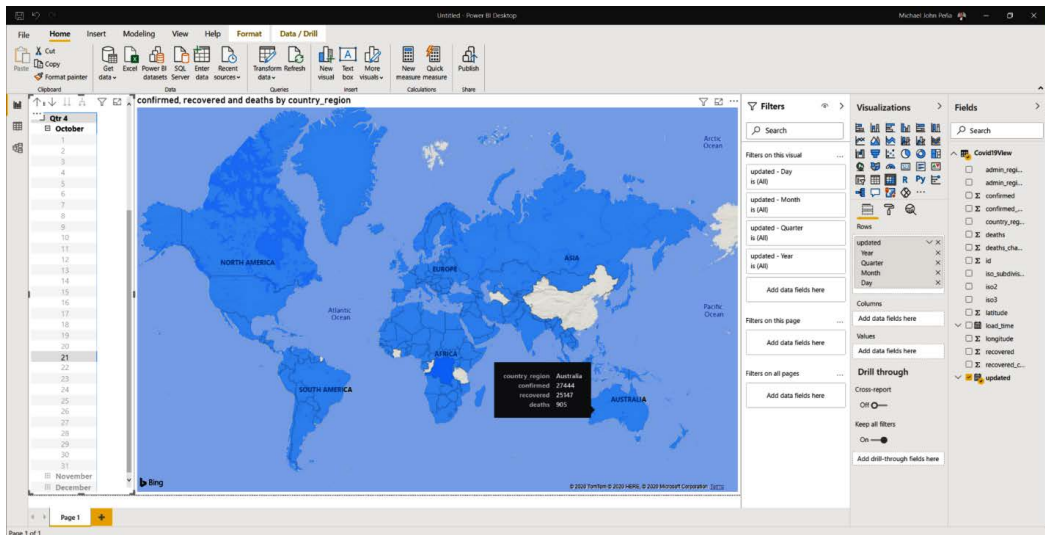 Untitled - Power BI Desktop
Michael John Peña
File Home Insert Modeling View Help Format Data / Drill
Paste
Cut
Copy
Format painter
Get data
Excel
Power BI datasets
SQL Server
Enter data
Recent sources
Transform data
Refresh
New visual
Text box
More visuals
New measure
Quick measure
Publish
Clipboard
Data
Queries
Insert
Calculations
Share
Qtr 4
October
1
2
3
4
5
6
7
8
9
10
11
12
13
14
15
16
17
18
19
20
21
22
23
24
25
26
27
28
29
30
31
November
December
confirmed, recovered and deaths by country_region
Arctic
Ocean
NORTH AMERICA
EUROPE
ASIA
Atlantic
Ocean
Pacific
Ocean
AFRICA
SOUTH AMERICA
AUSTRALIA
country_region Australia
confirmed 27444
recovered 25147
deaths 905
Bing
© 2020 TomTom © 2020 HERE, © 2020 Microsoft Corporation Terms
Filters
Search
Filters on this visual ...
updated - Day
is (All)
updated - Month
is (All)
updated - Quarter
is (All)
updated - Year
is (All)
Add data fields here
Filters on this page ...
Add data fields here
Filters on all pages ...
Add data fields here
Visualizations
R Py
...
Rows
updated
Year
Quarter
Month
Day
Columns
Add data fields here
Values
Add data fields here
Drill through
Cross-report
Off
Keep all filters
On
Add drill-through fields here
Fields
Search
Covid19View
admin_regi...
admin_regi...
Σ confirmed
Σ confirmed_...
country_reg...
Σ deaths
Σ deaths_cha...
Σ id
iso_subdivis...
iso2
iso3
Σ latitude
load_time
Σ longitude
Σ recovered
Σ recovered_c...
updated
Page 1
Page 1 of 1